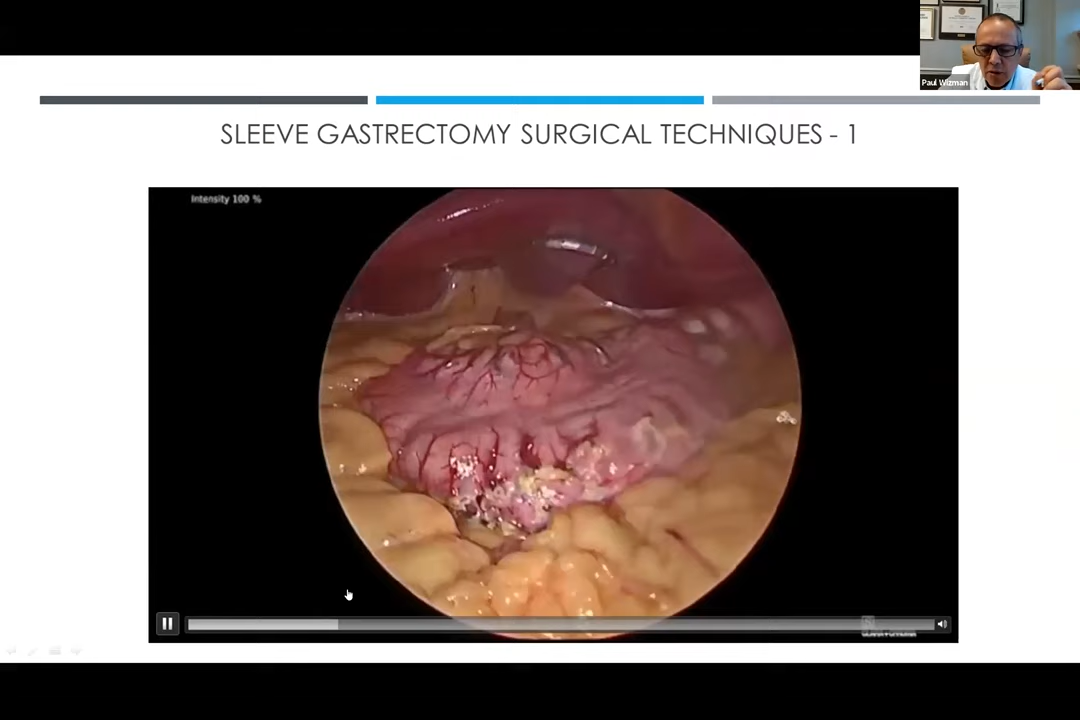 Paul Wizman
SLEEVE GASTRECTOMY SURGICAL TECHNIQUES - 1
Intensity 100 %